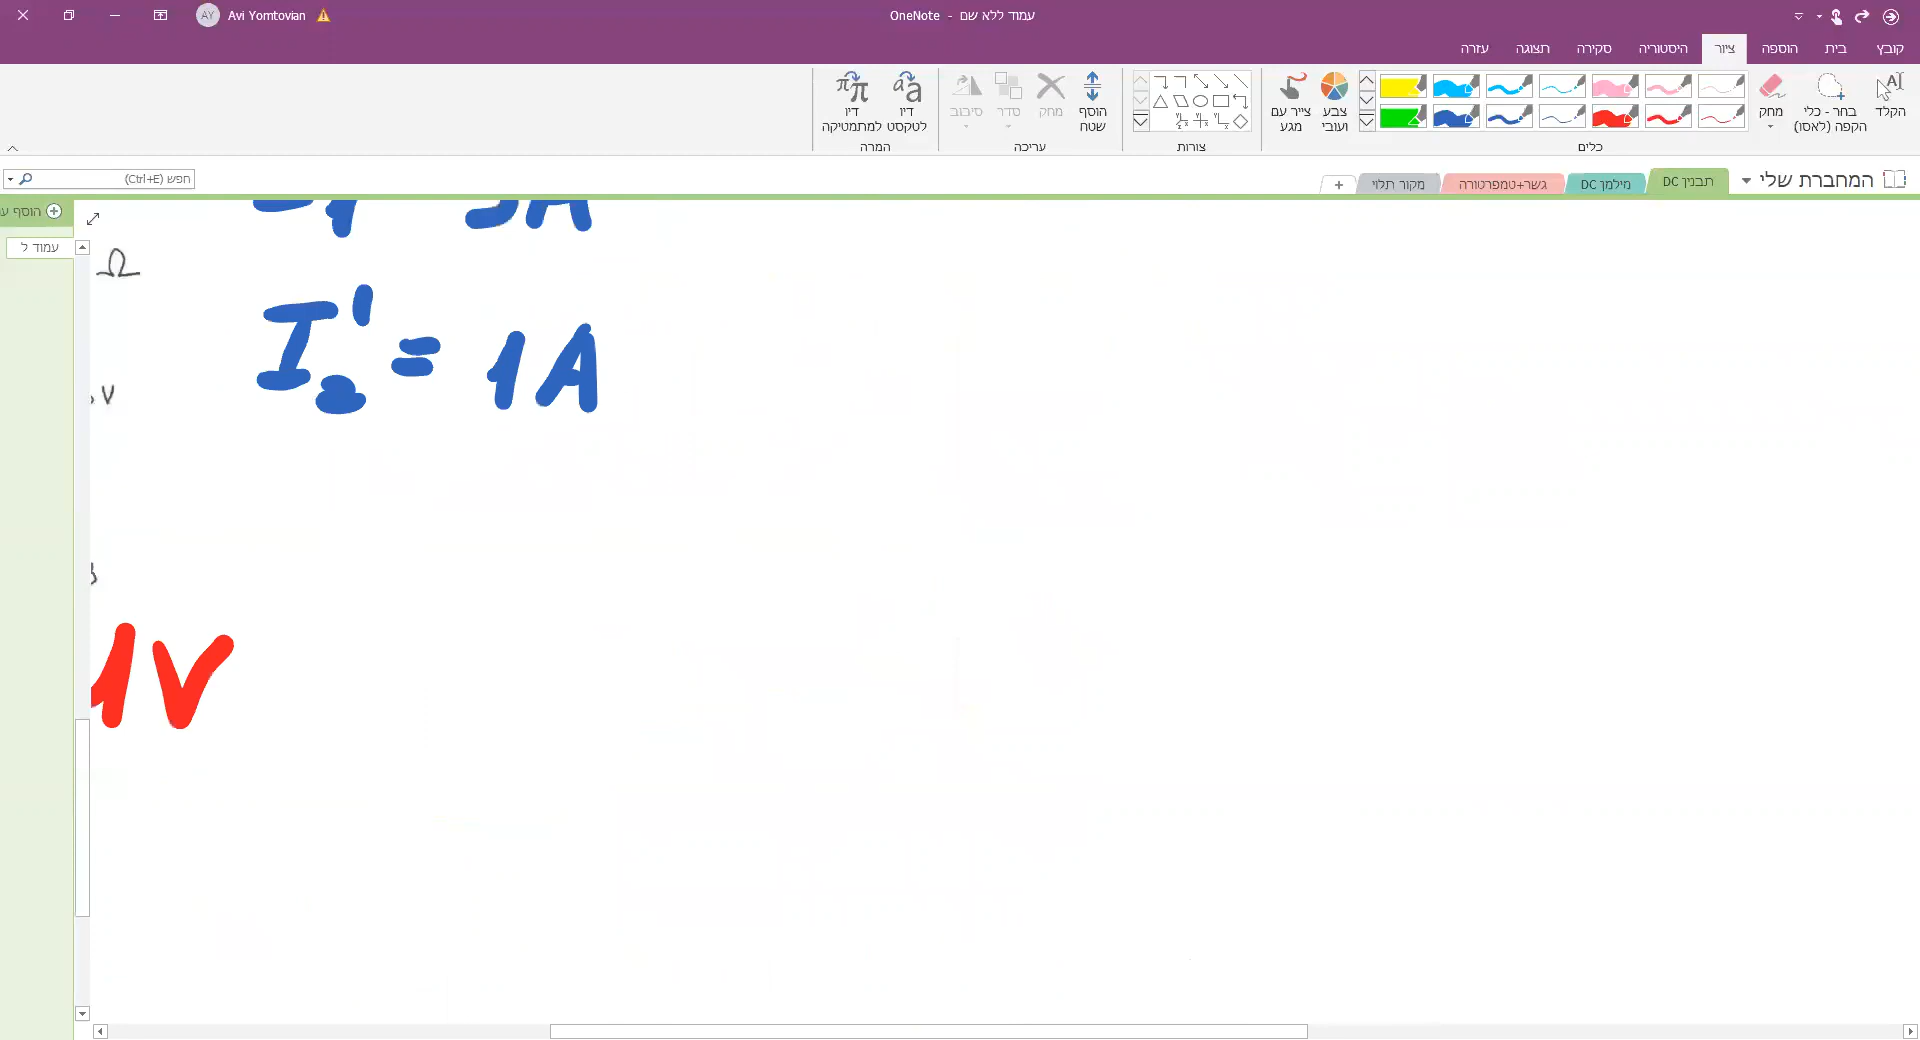 Avi Yomtovian
AY
עמוד ללא שם - OneNote
קובץ
בית
הוספה
ציור
היסטוריה
סקירה
תצוגה
עזרה
הקלד
בחר - כלי
הקפה (לאסו)
מחק
כלים
צבע
ועובי
צייר עם
מגע
צורות
הוסף
שטח
מחק
סדר
סיבוב
עריכה
דיו
לטקסט
דיו
למתמטיקה
המרה
המחברת שלי
תבנין DC
מילמן DC
גשר+טמפרטורה
מקור תלוי
+
חפש (Ctrl+E)
עמוד ל
Ω
I₂' = 1A
V
1V